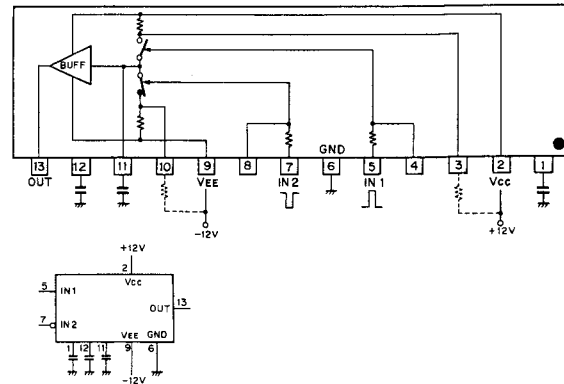 BUFF
GND
13 12 11 10 9 8 7 6 5 4 3 2 1
OUT VEE IN 2 IN 1 VCC
-12V +12V
+12V
2
VCC
5 IN1
OUT 13
7 IN2
VEE GND
1 12 11 9 6
-12V